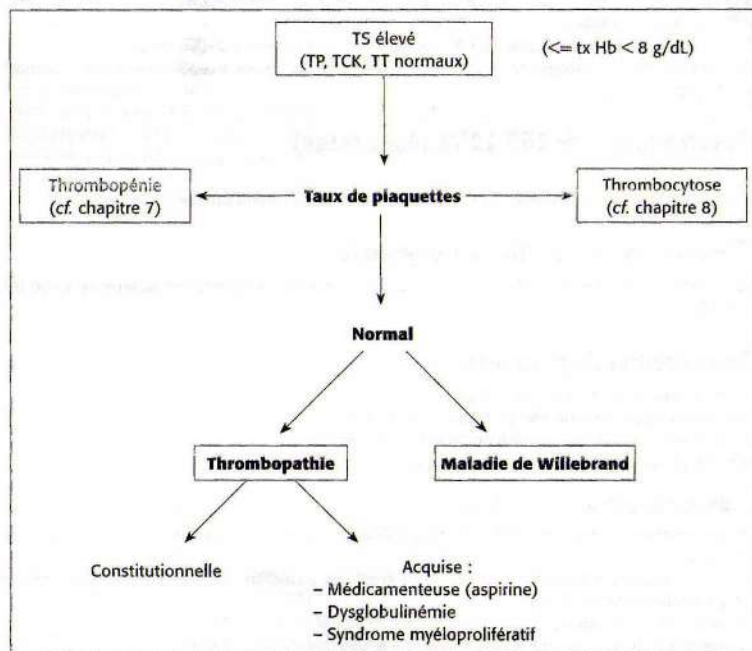 TS élevé
(TP, TCK, TT normaux)
(<= tx Hb < 8 g/dL)
Thrombopénie
(cf. chapitre 7)
Taux de plaquettes
Thrombocytose
(cf. chapitre 8)
Normal
Thrombopathie
Maladie de Willebrand
Constitutionnelle
Acquise :
– Médicamenteuse (aspirine)
– Dysglobulinémie
– Syndrome myéloprolifératif